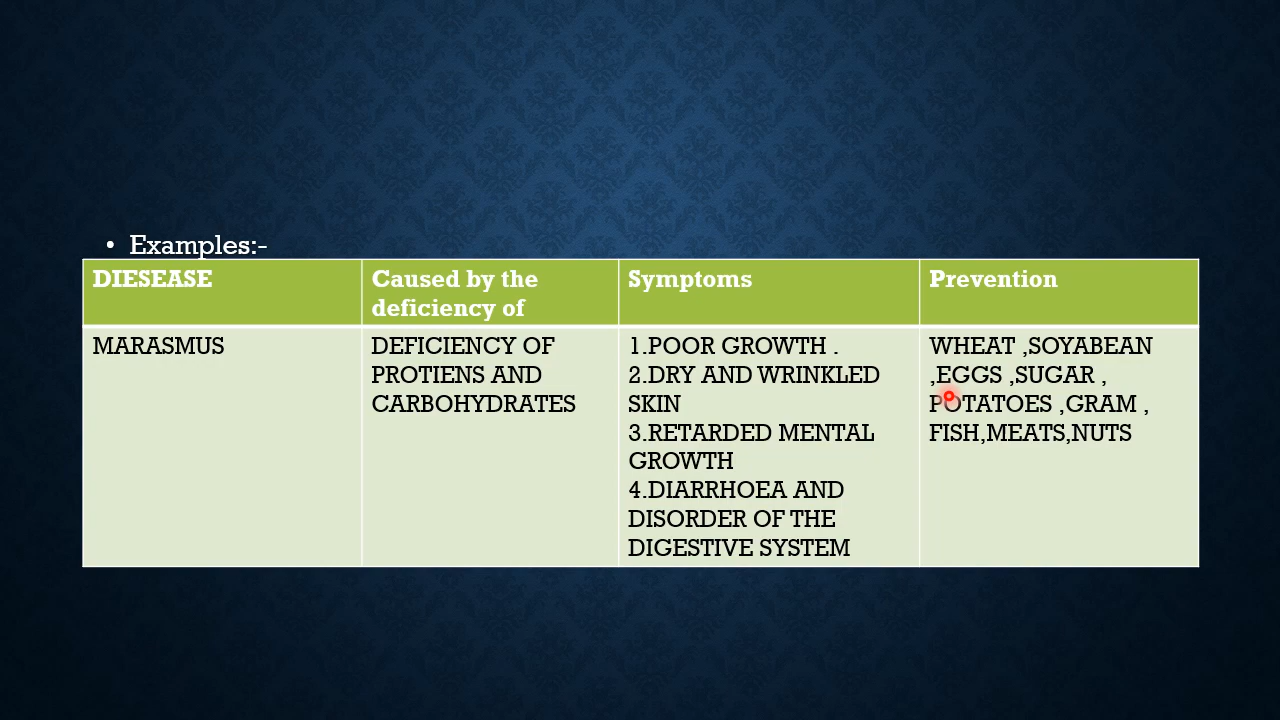 • Examples:-
DIESEASE
Caused by the
deficiency of
Symptoms
Prevention
MARASMUS
DEFICIENCY OF
PROTIENS AND
CARBOHYDRATES
1.POOR GROWTH .
2.DRY AND WRINKLED
SKIN
3.RETARDED MENTAL
GROWTH
4.DIARRHOEA AND
DISORDER OF THE
DIGESTIVE SYSTEM
WHEAT ,SOYABEAN
,EGGS ,SUGAR ,
POTATOES ,GRAM ,
FISH,MEATS,NUTS